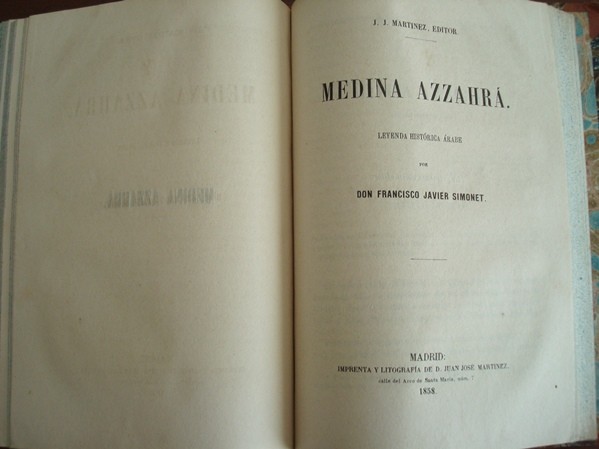 J. J. MARTINEZ, EDITOR.
MEDINA AZZAHRÁ.
LEYENDA HISTÓRICA ÁRABE
POR
DON FRANCISCO JAVIER SIMONET.
MADRID:
IMPRENTA Y LITOGRAFÍA DE D. JUAN JOSÉ MARTINEZ.
calle del Arco de Santa María, núm. 7
1858.